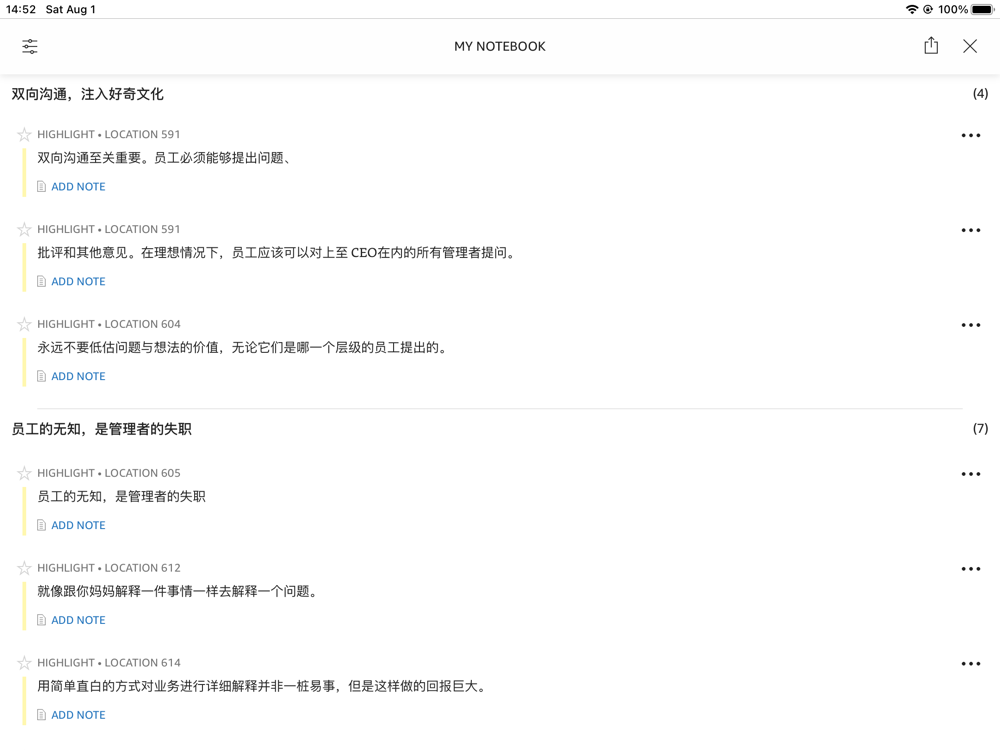 14:52 Sat Aug 1 100%
MY NOTEBOOK
双向沟通，注入好奇文化 (4)
HIGHLIGHT • LOCATION 591
双向沟通至关重要。员工必须能够提出问题、
ADD NOTE
HIGHLIGHT • LOCATION 591
批评和其他意见。在理想情况下，员工应该可以对上至 CEO在内的所有管理者提问。
ADD NOTE
HIGHLIGHT • LOCATION 604
永远不要低估问题与想法的价值，无论它们是哪一个层级的员工提出的。
ADD NOTE
员工的无知，是管理者的失职 (7)
HIGHLIGHT • LOCATION 605
员工的无知，是管理者的失职
ADD NOTE
HIGHLIGHT • LOCATION 612
就像跟你妈妈解释一件事情一样去解释一个问题。
ADD NOTE
HIGHLIGHT • LOCATION 614
用简单直白的方式对业务进行详细解释并非一桩易事，但是这样做的回报巨大。
ADD NOTE